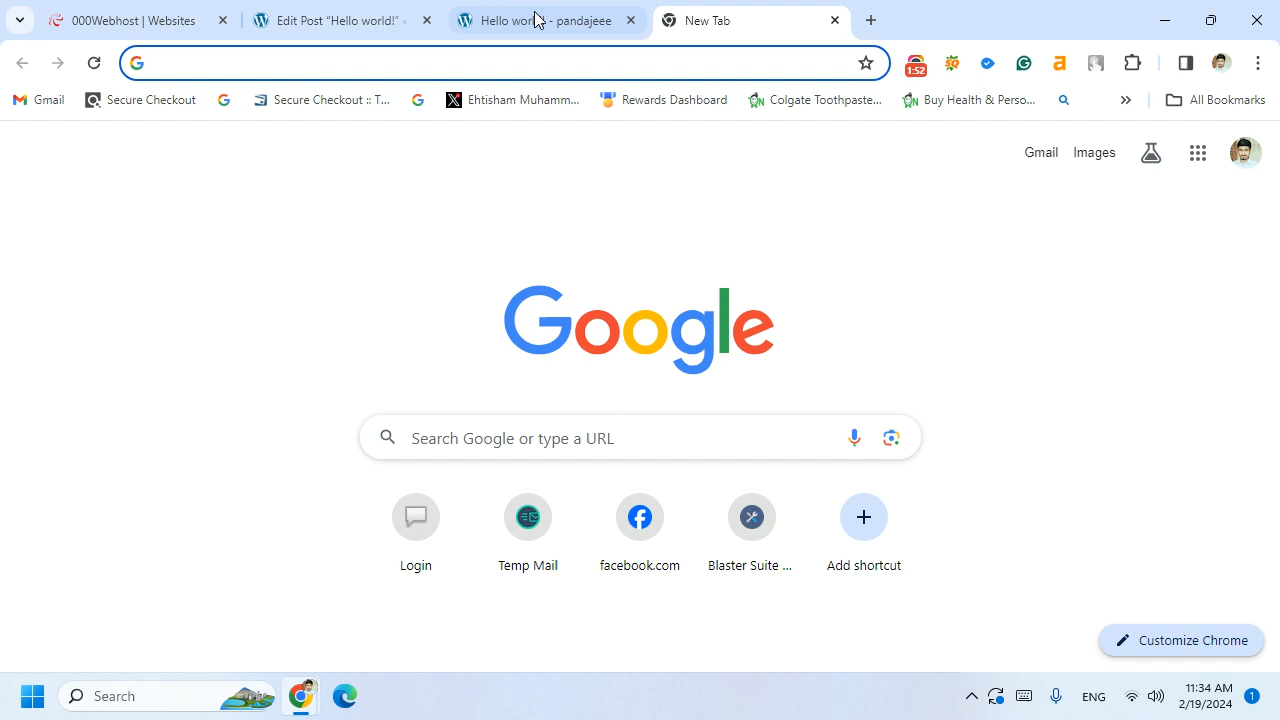 000Webhost | Websites
Edit Post "Hello world!" ‹
Hello wor - pandajeee
New Tab
1:52
Gmail
Secure Checkout
Secure Checkout :: T...
Ehtisham Muhamm...
Rewards Dashboard
Colgate Toothpaste...
Buy Health & Perso...
All Bookmarks
Gmail
Images
Google
Search Google or type a URL
Login
Temp Mail
facebook.com
Blaster Suite ...
Add shortcut
Customize Chrome
Search
ENG
11:34 AM
2/19/2024
1